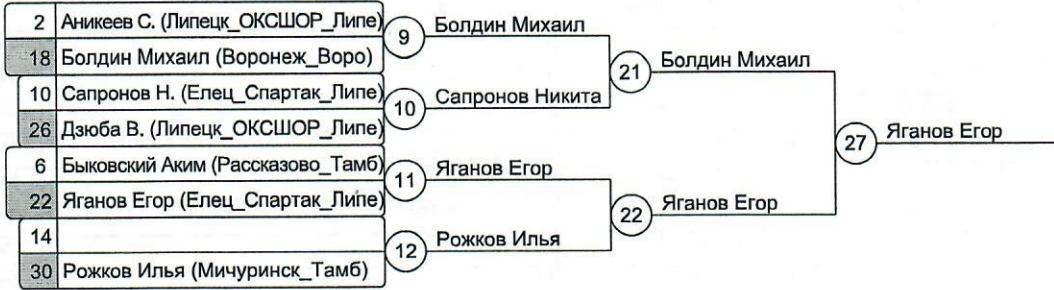 2 Аникеев С. (Липецк_ОКСШОР_Липе)
9 Болдин Михаил
18 Болдин Михаил (Воронеж_Воро)
21 Болдин Михаил
10 Сапронов Н. (Елец_Спартак_Липе)
10 Сапронов Никита
26 Дзюба В. (Липецк_ОКСШОР_Липе)
27 Яганов Егор
6 Быковский Аким (Рассказово_Тамб)
11 Яганов Егор
22 Яганов Егор (Елец_Спартак_Липе)
22 Яганов Егор
14
12 Рожков Илья
30 Рожков Илья (Мичуринск_Тамб)